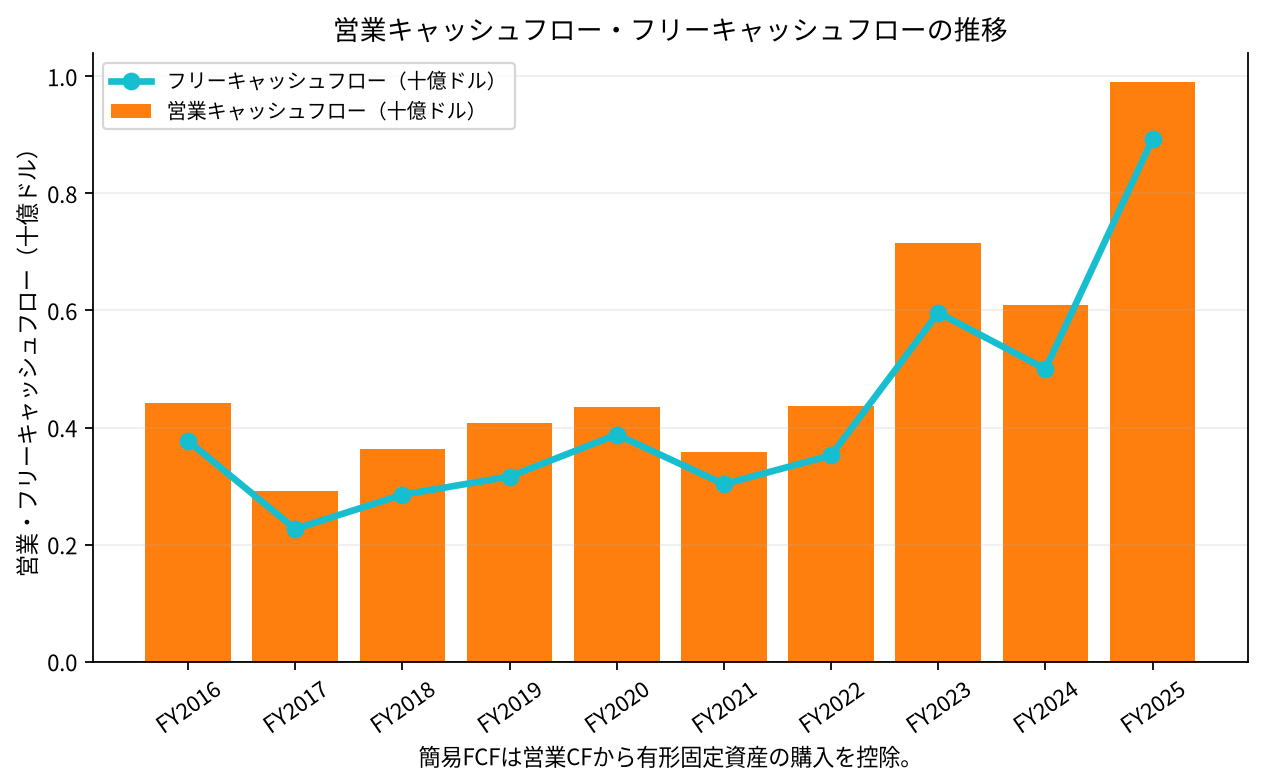 営業キャッシュフロー・フリーキャッシュフローの推移
フリーキャッシュフロー（十億ドル）
営業キャッシュフロー（十億ドル）
営業・フリーキャッシュフロー（十億ドル）
1.0
0.8
0.6
0.4
0.2
0.0
FY2016
FY2017
FY2018
FY2019
FY2020
FY2021
FY2022
FY2023
FY2024
FY2025
簡易FCFは営業CFから有形固定資産の購入を控除。